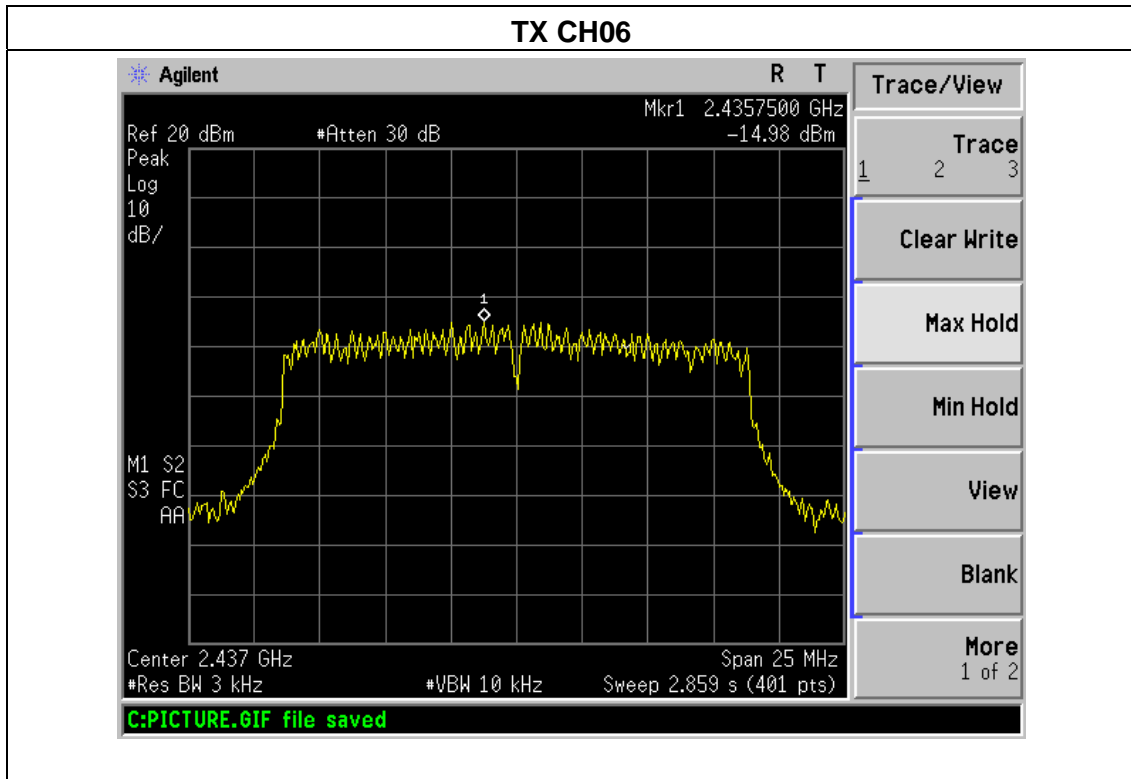 TX CH06
Agilent R T
Trace/View
Mkr1 2.4357500 GHz
Ref 20 dBm #Atten 30 dB -14.98 dBm
Peak
Log
10
dB/
1
M1 S2
S3 FC
AA
Center 2.437 GHz Span 25 MHz
#Res BW 3 kHz #VBW 10 kHz Sweep 2.859 s (401 pts)
C:PICTURE.GIF file saved
Trace
1 2 3
Clear Write
Max Hold
Min Hold
View
Blank
More
1 of 2